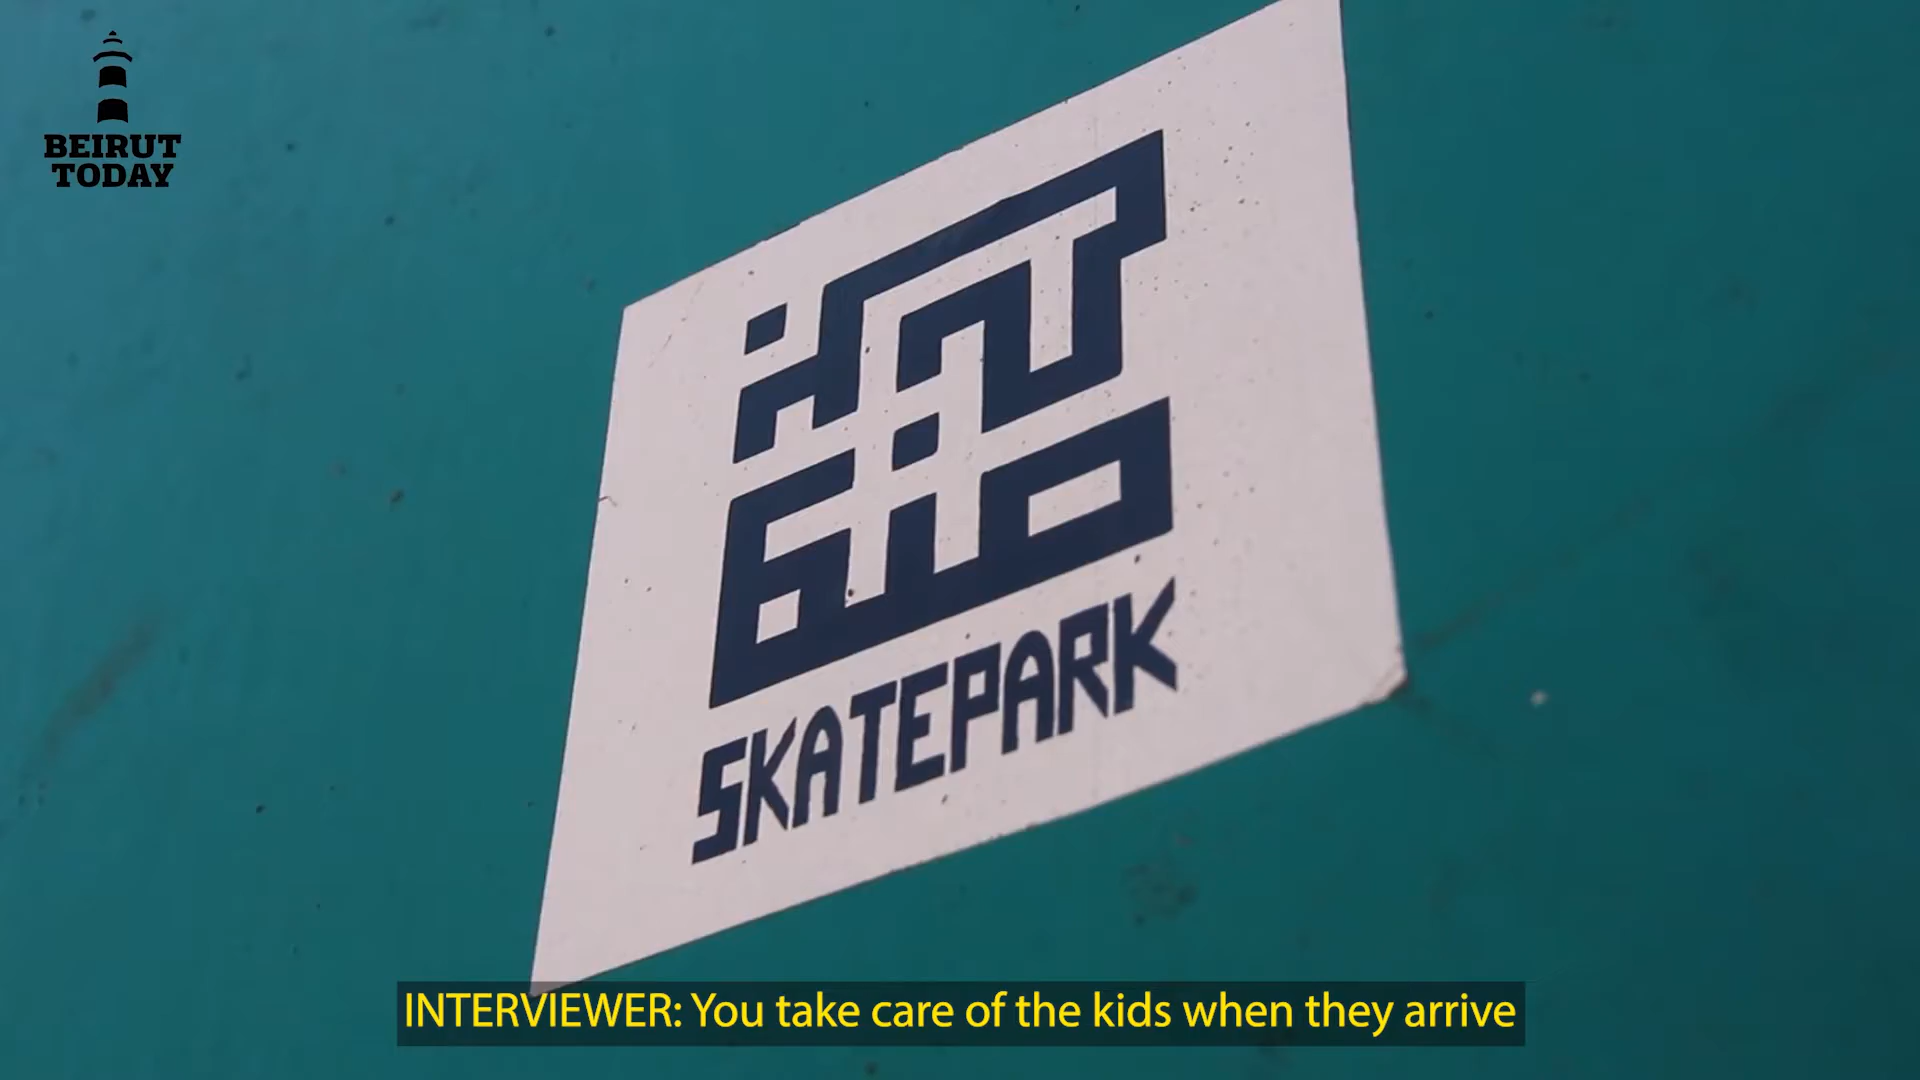 BEIRUT
TODAY
SKATEPARK
INTERVIEWER: You take care of the kids when they arrive